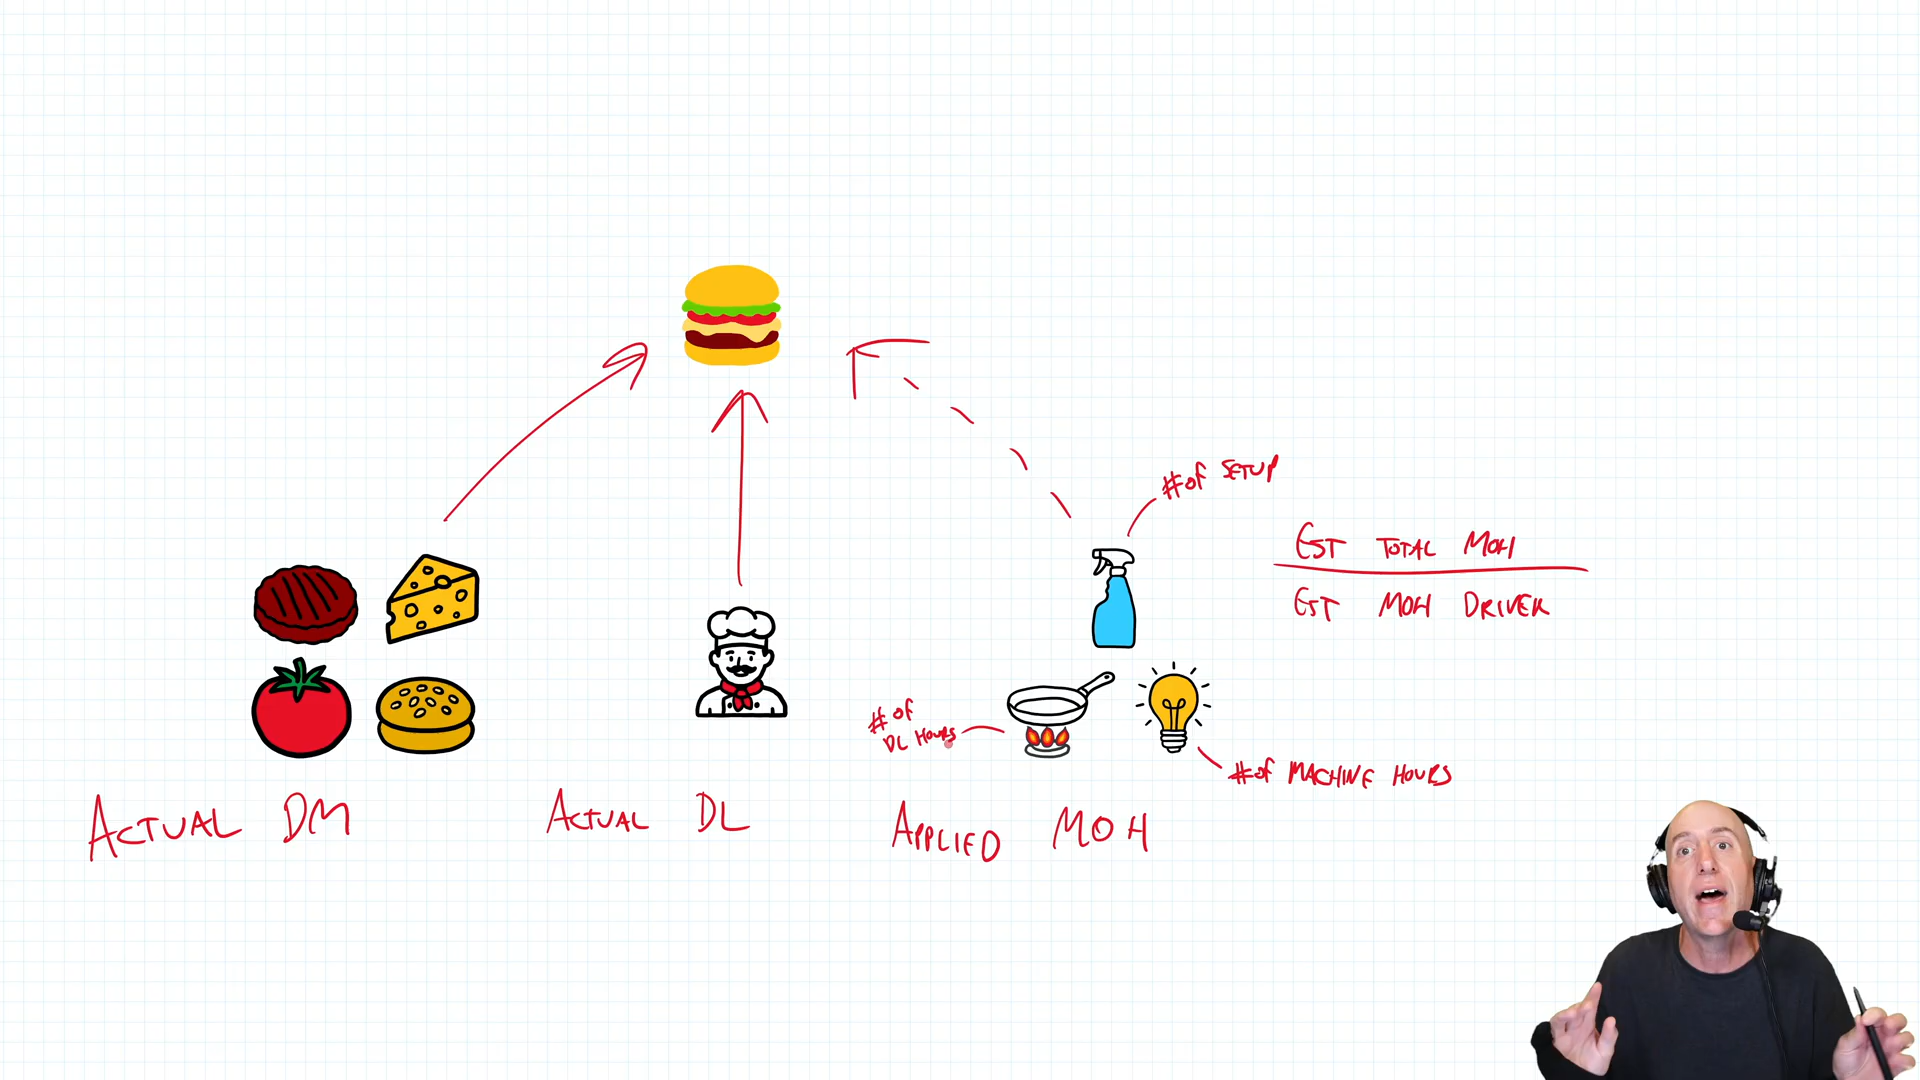 # of SETUP
EST TOTAL MOH
EST MOH DRIVER
# of
DL HOURS
# of MACHINE HOURS
ACTUAL DM
ACTUAL DL
APPLIED MOH